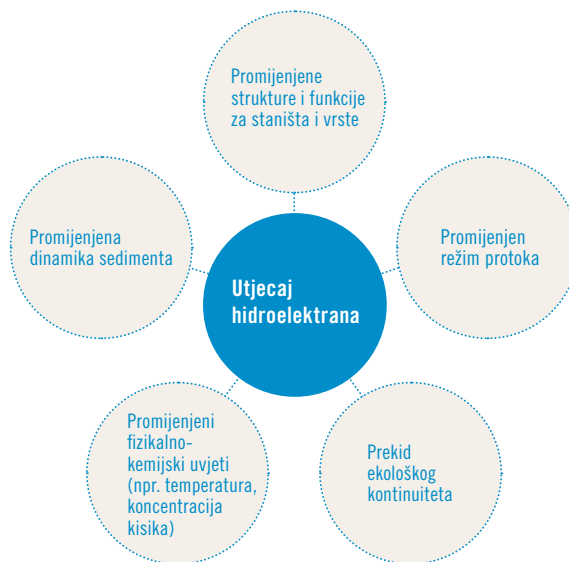 Promijenjene
strukture i funkcije
za staništa i vrste
Promijenjena
dinamika sedimenta
Promijenjen
režim protoka
Utjecaj
hidroelektrana
Promijenjeni
fizikalno-
kemijski uvjeti
(npr. temperatura,
koncentracija
kisika)
Prekid
ekološkog
kontinuiteta